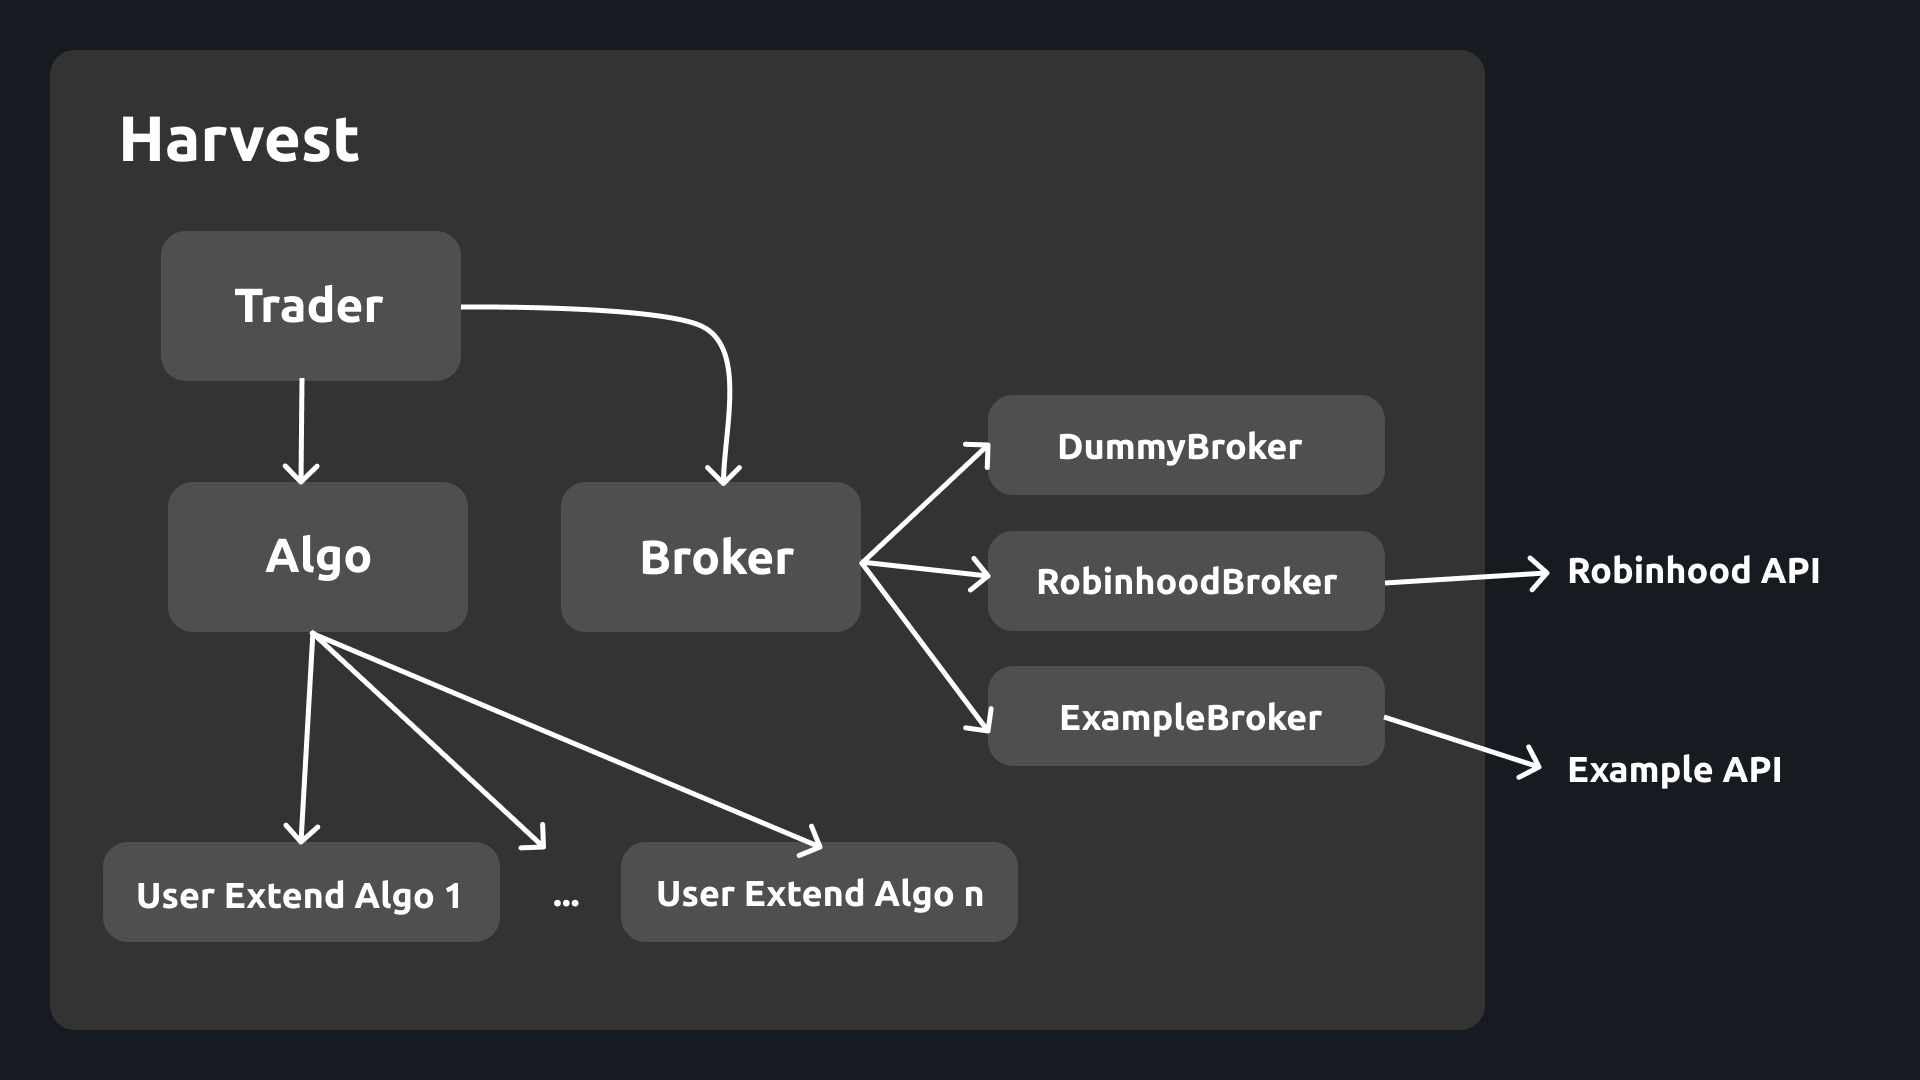 Harvest
Trader
Algo
Broker
DummyBroker
RobinhoodBroker
ExampleBroker
Robinhood API
Example API
User Extend Algo 1
...
User Extend Algo n